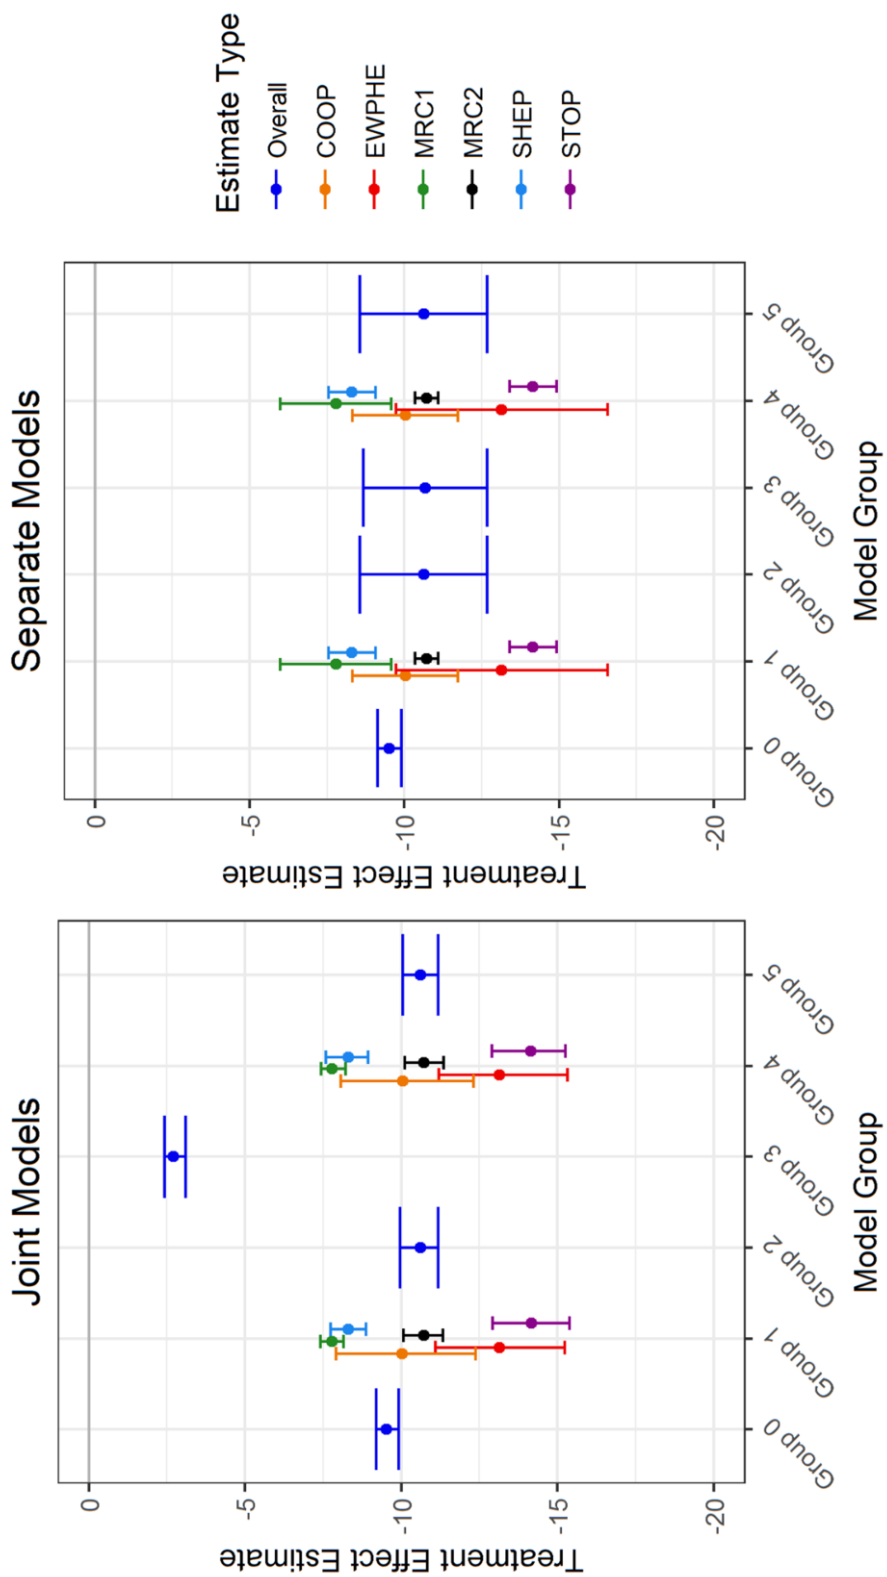 Joint Models
Treatment Effect Estimate
0
-5
-10
-15
-20
Group 0
Group 1
Group 2
Group 3
Group 4
Group 5
Model Group
Separate Models
Treatment Effect Estimate
0
-5
-10
-15
-20
Group 0
Group 1
Group 2
Group 3
Group 4
Group 5
Model Group
Estimate Type
Overall
COOP
EWPHE
MRC1
MRC2
SHEP
STOP